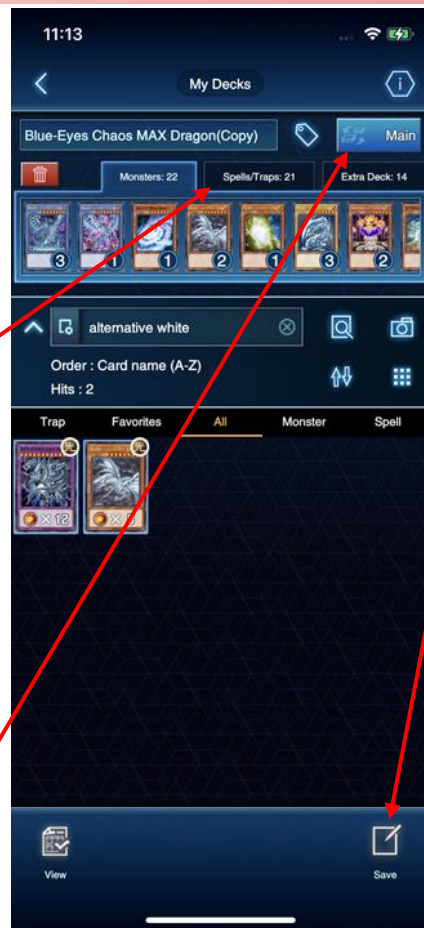 11:13
My Decks
Blue-Eyes Chaos MAX Dragon(Copy)
Main
Monsters: 22
Spells/Traps: 21
Extra Deck: 14
3
1
1
2
1
3
2
alternative white
Order : Card name (A-Z)
Hits : 2
Trap
Favorites
All
Monster
Spell
× 12
View
Save